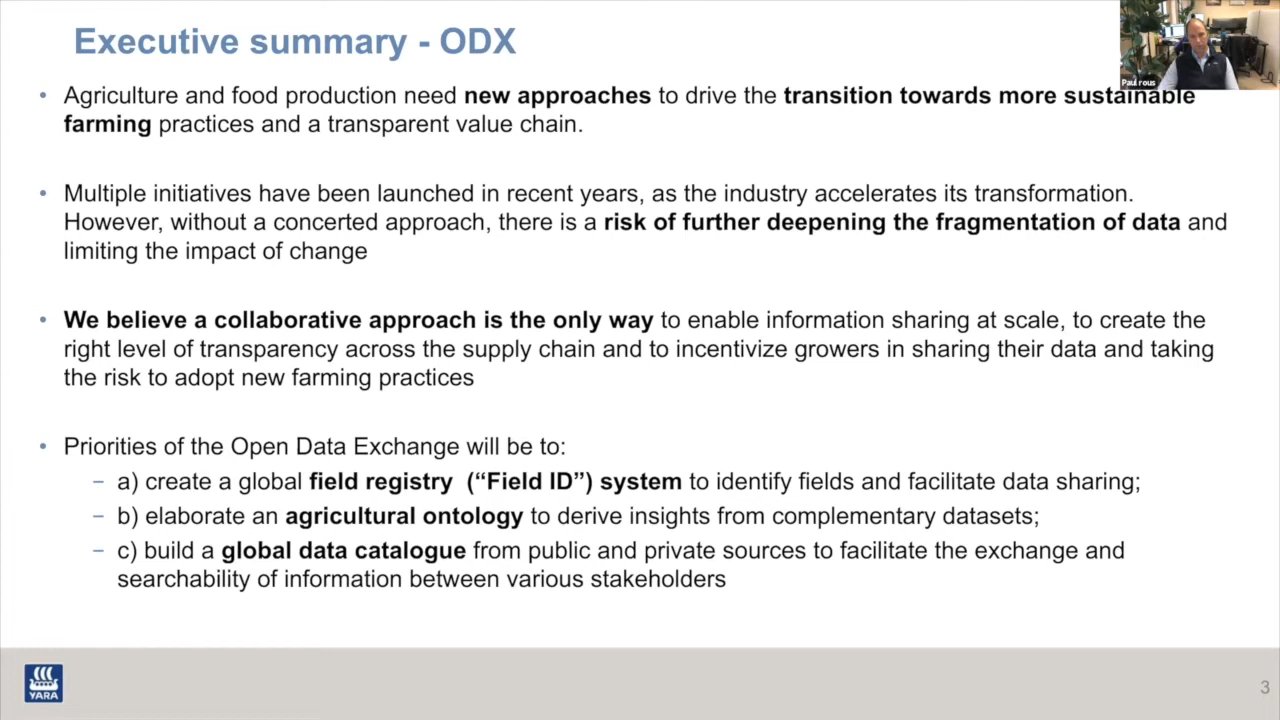 Executive summary - ODX
Paul rous
• Agriculture and food production need new approaches to drive the transition towards more sustainable
farming practices and a transparent value chain.
• Multiple initiatives have been launched in recent years, as the industry accelerates its transformation.
However, without a concerted approach, there is a risk of further deepening the fragmentation of data and
limiting the impact of change
• We believe a collaborative approach is the only way to enable information sharing at scale, to create the
right level of transparency across the supply chain and to incentivize growers in sharing their data and taking
the risk to adopt new farming practices
• Priorities of the Open Data Exchange will be to:
– a) create a global field registry (“Field ID”) system to identify fields and facilitate data sharing;
– b) elaborate an agricultural ontology to derive insights from complementary datasets;
– c) build a global data catalogue from public and private sources to facilitate the exchange and
searchability of information between various stakeholders
YARA
3